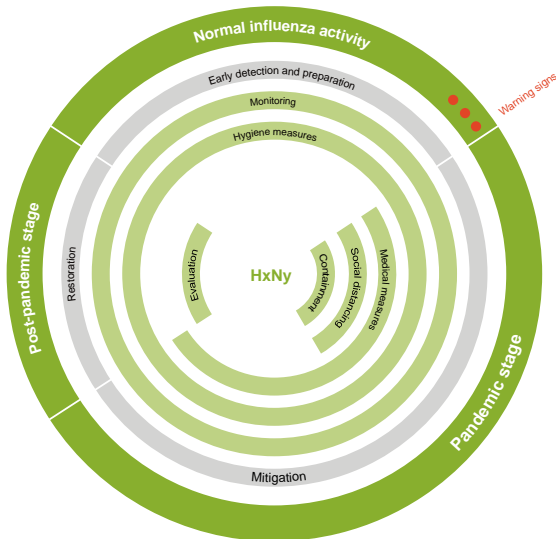 Normal influenza activity
Warning signs
Early detection and preparation
Monitoring
Hygiene measures
Post-pandemic stage
Restoration
Evaluation
HxNy
Containment
Social distancing
Medical measures
Pandemic stage
Mitigation